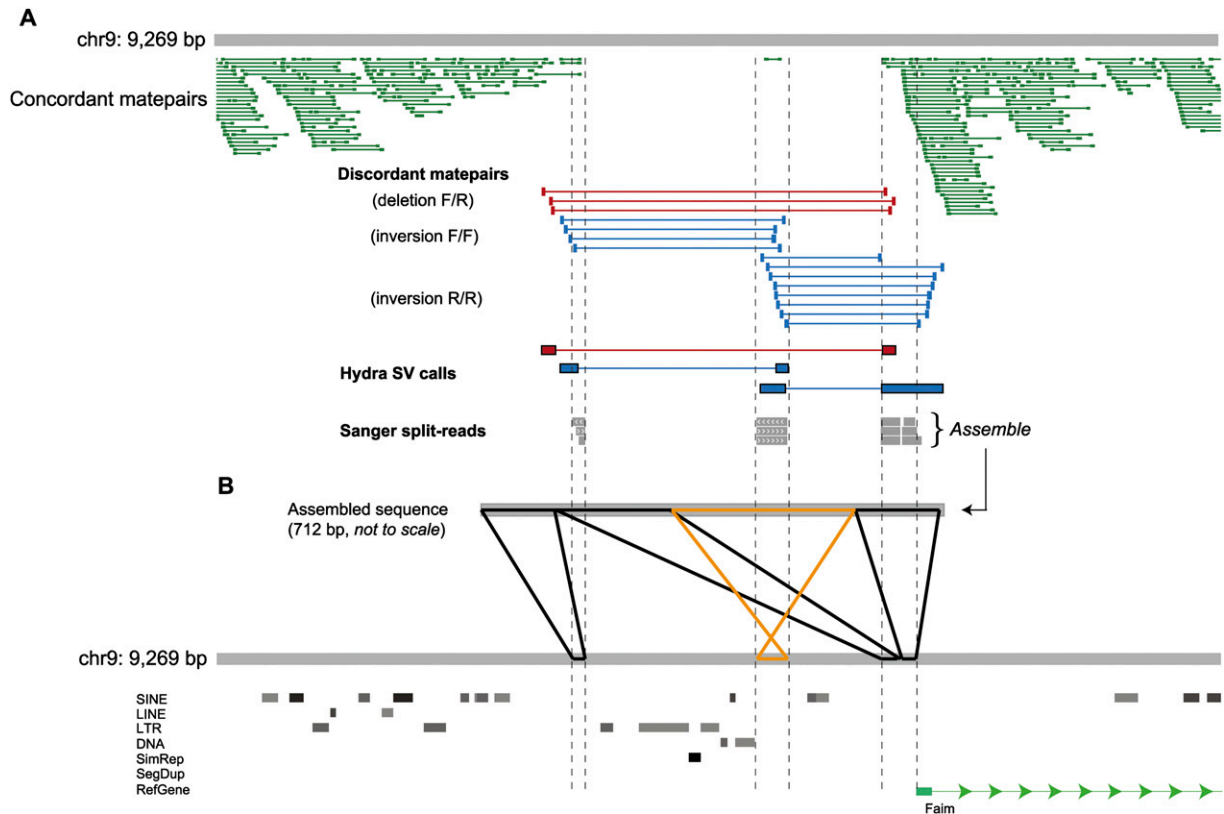 A
chr9: 9,269 bp
Concordant matepairs
Discordant matepairs
(deletion F/R)
(inversion F/F)
(inversion R/R)
Hydra SV calls
Sanger split-reads
Assemble
B
Assembled sequence
(712 bp, not to scale)
chr9: 9,269 bp
SINE
LINE
LTR
DNA
SimRep
SegDup
RefGene
Faim